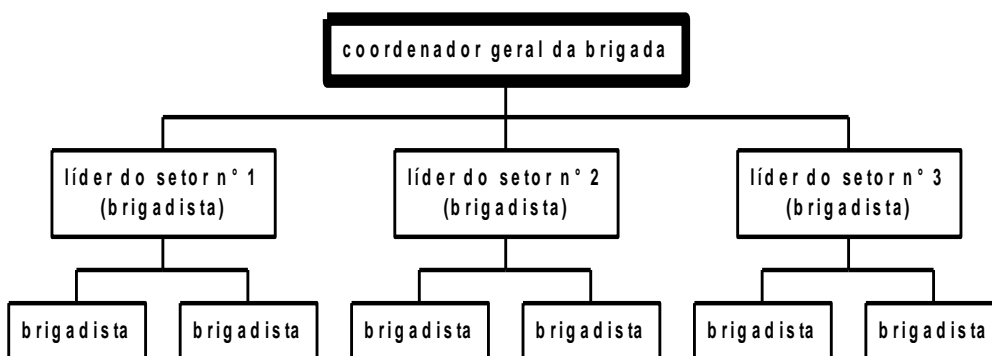 coordenador geral da brigada
líder do setor n° 1
(brigadista)
líder do setor n° 2
(brigadista)
líder do setor n° 3
(brigadista)
brigadista
brigadista
brigadista
brigadista
brigadista
brigadista